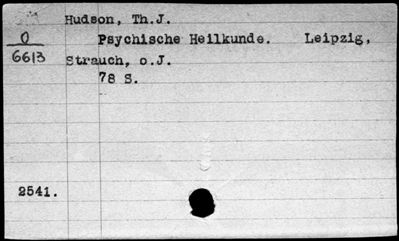 Hudson, Th.J.
0 Psychische Heilkunde. Leipzig,
6613 Strauch, o.J.
78 S.
2541.